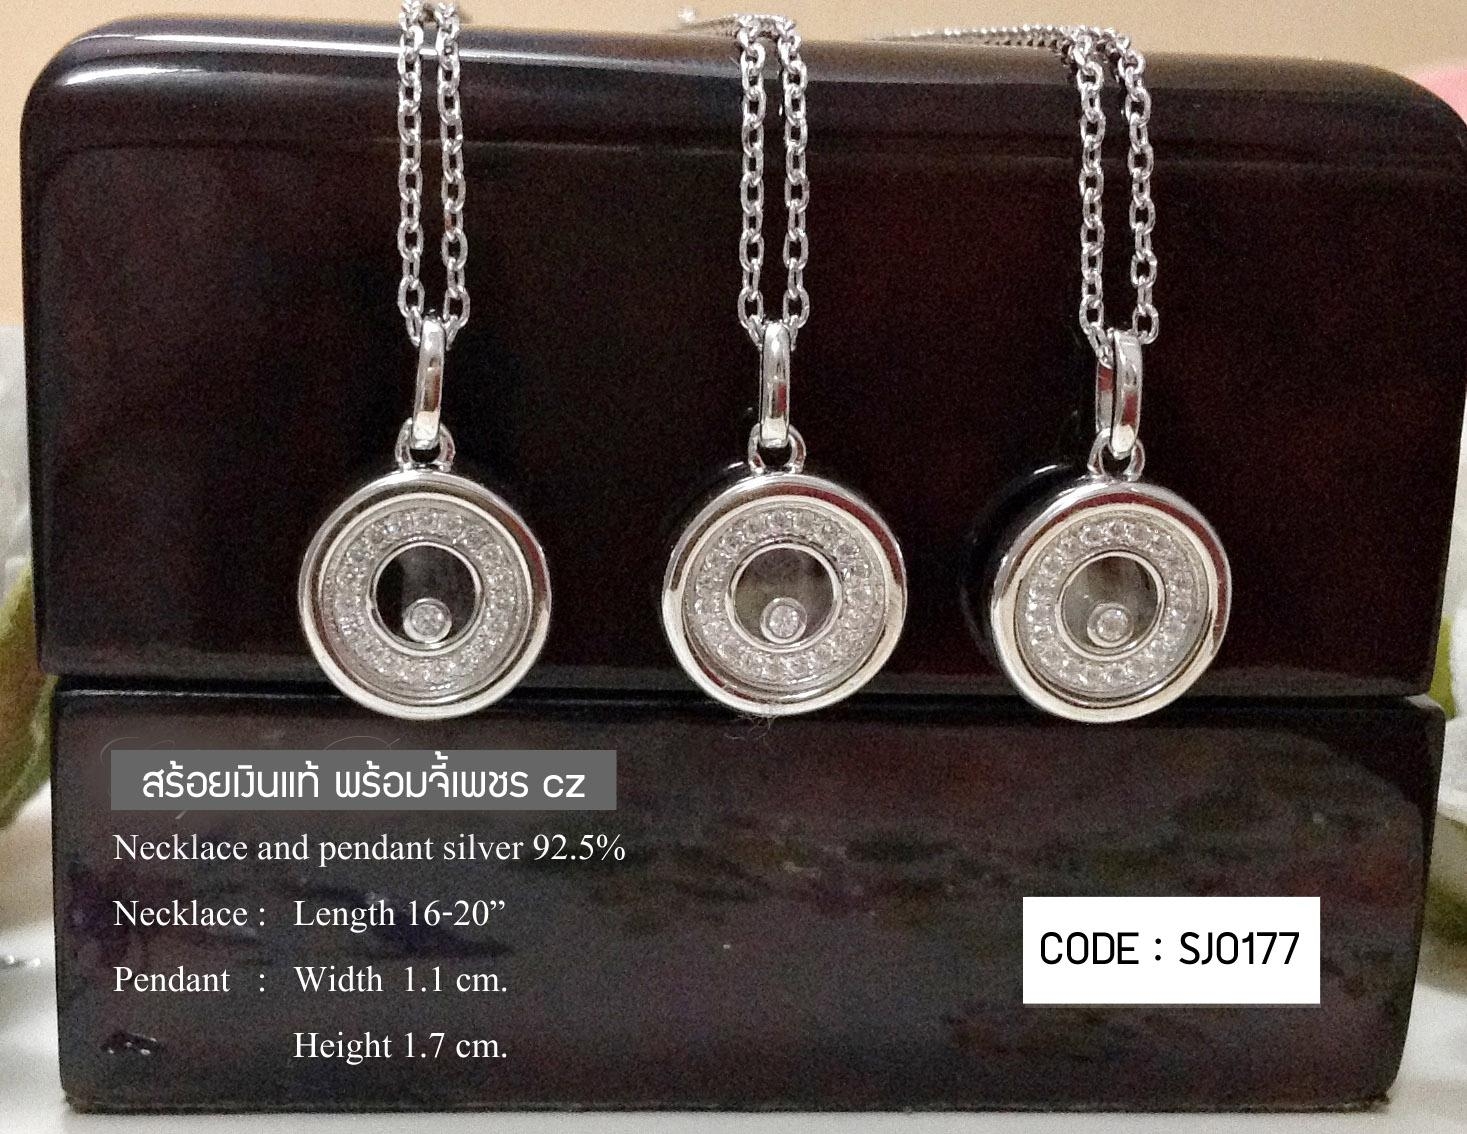 สร้อยเงินแท้ พร้อมจี้เพชร cz
Necklace and pendant silver 92.5%
Necklace : Length 16-20”
Pendant : Width 1.1 cm.
Height 1.7 cm.
CODE : SJ0177